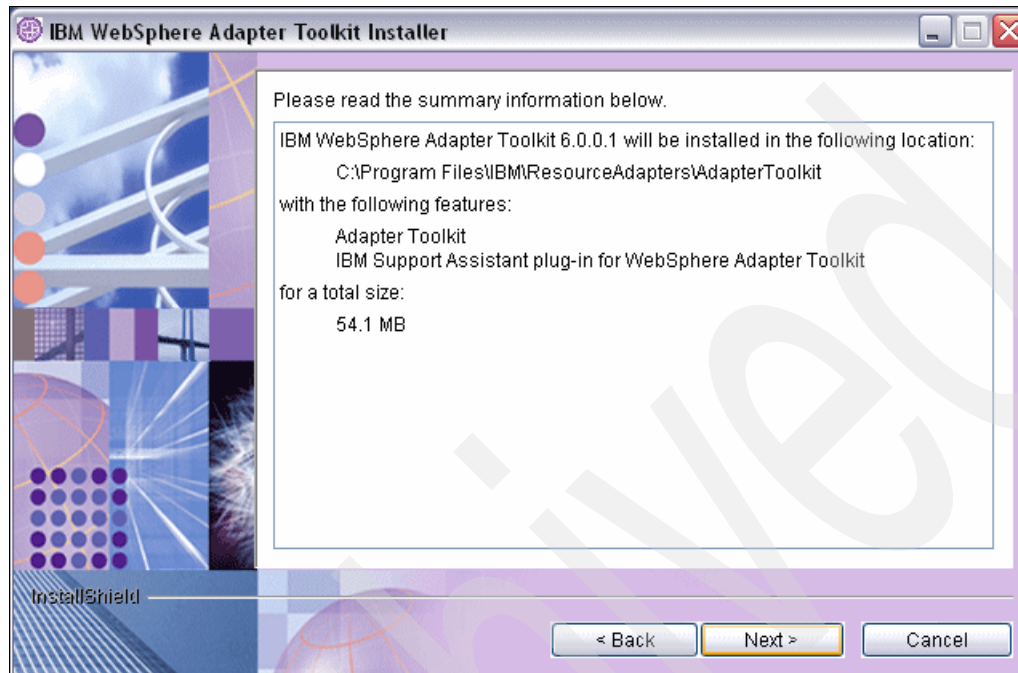 IBM WebSphere Adapter Toolkit Installer
Please read the summary information below.
IBM WebSphere Adapter Toolkit 6.0.0.1 will be installed in the following location:
C:\Program Files\IBM\ResourceAdapters\AdapterToolkit
with the following features:
Adapter Toolkit
IBM Support Assistant plug-in for WebSphere Adapter Toolkit
for a total size:
54.1 MB
InstallShield
< Back
Next >
Cancel